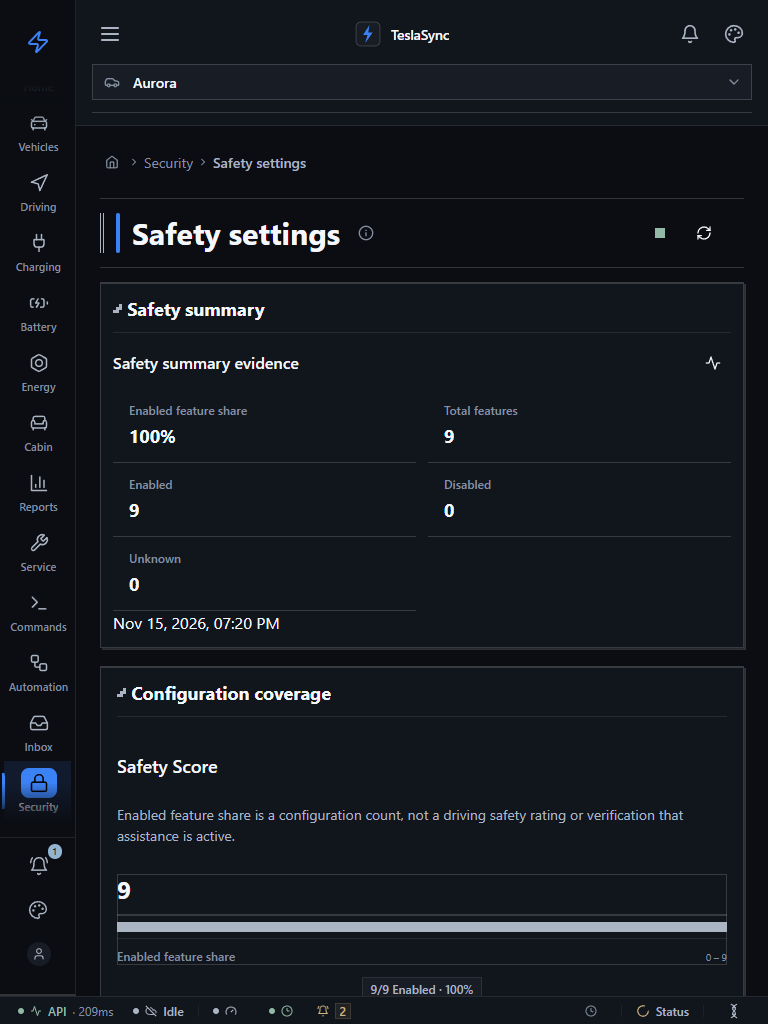 TeslaSync
Aurora
Vehicles
Driving
Charging
Battery
Energy
Cabin
Reports
Service
Commands
Automation
Inbox
Security
1
Security
Safety settings
Safety settings
Safety summary
Safety summary evidence
Enabled feature share
100%
Total features
9
Enabled
9
Disabled
0
Unknown
0
Nov 15, 2026, 07:20 PM
Configuration coverage
Safety Score
Enabled feature share is a configuration count, not a driving safety rating or verification that
assistance is active.
9
Enabled feature share
0 – 9
9/9 Enabled · 100%
API · 209ms
Idle
2
Status